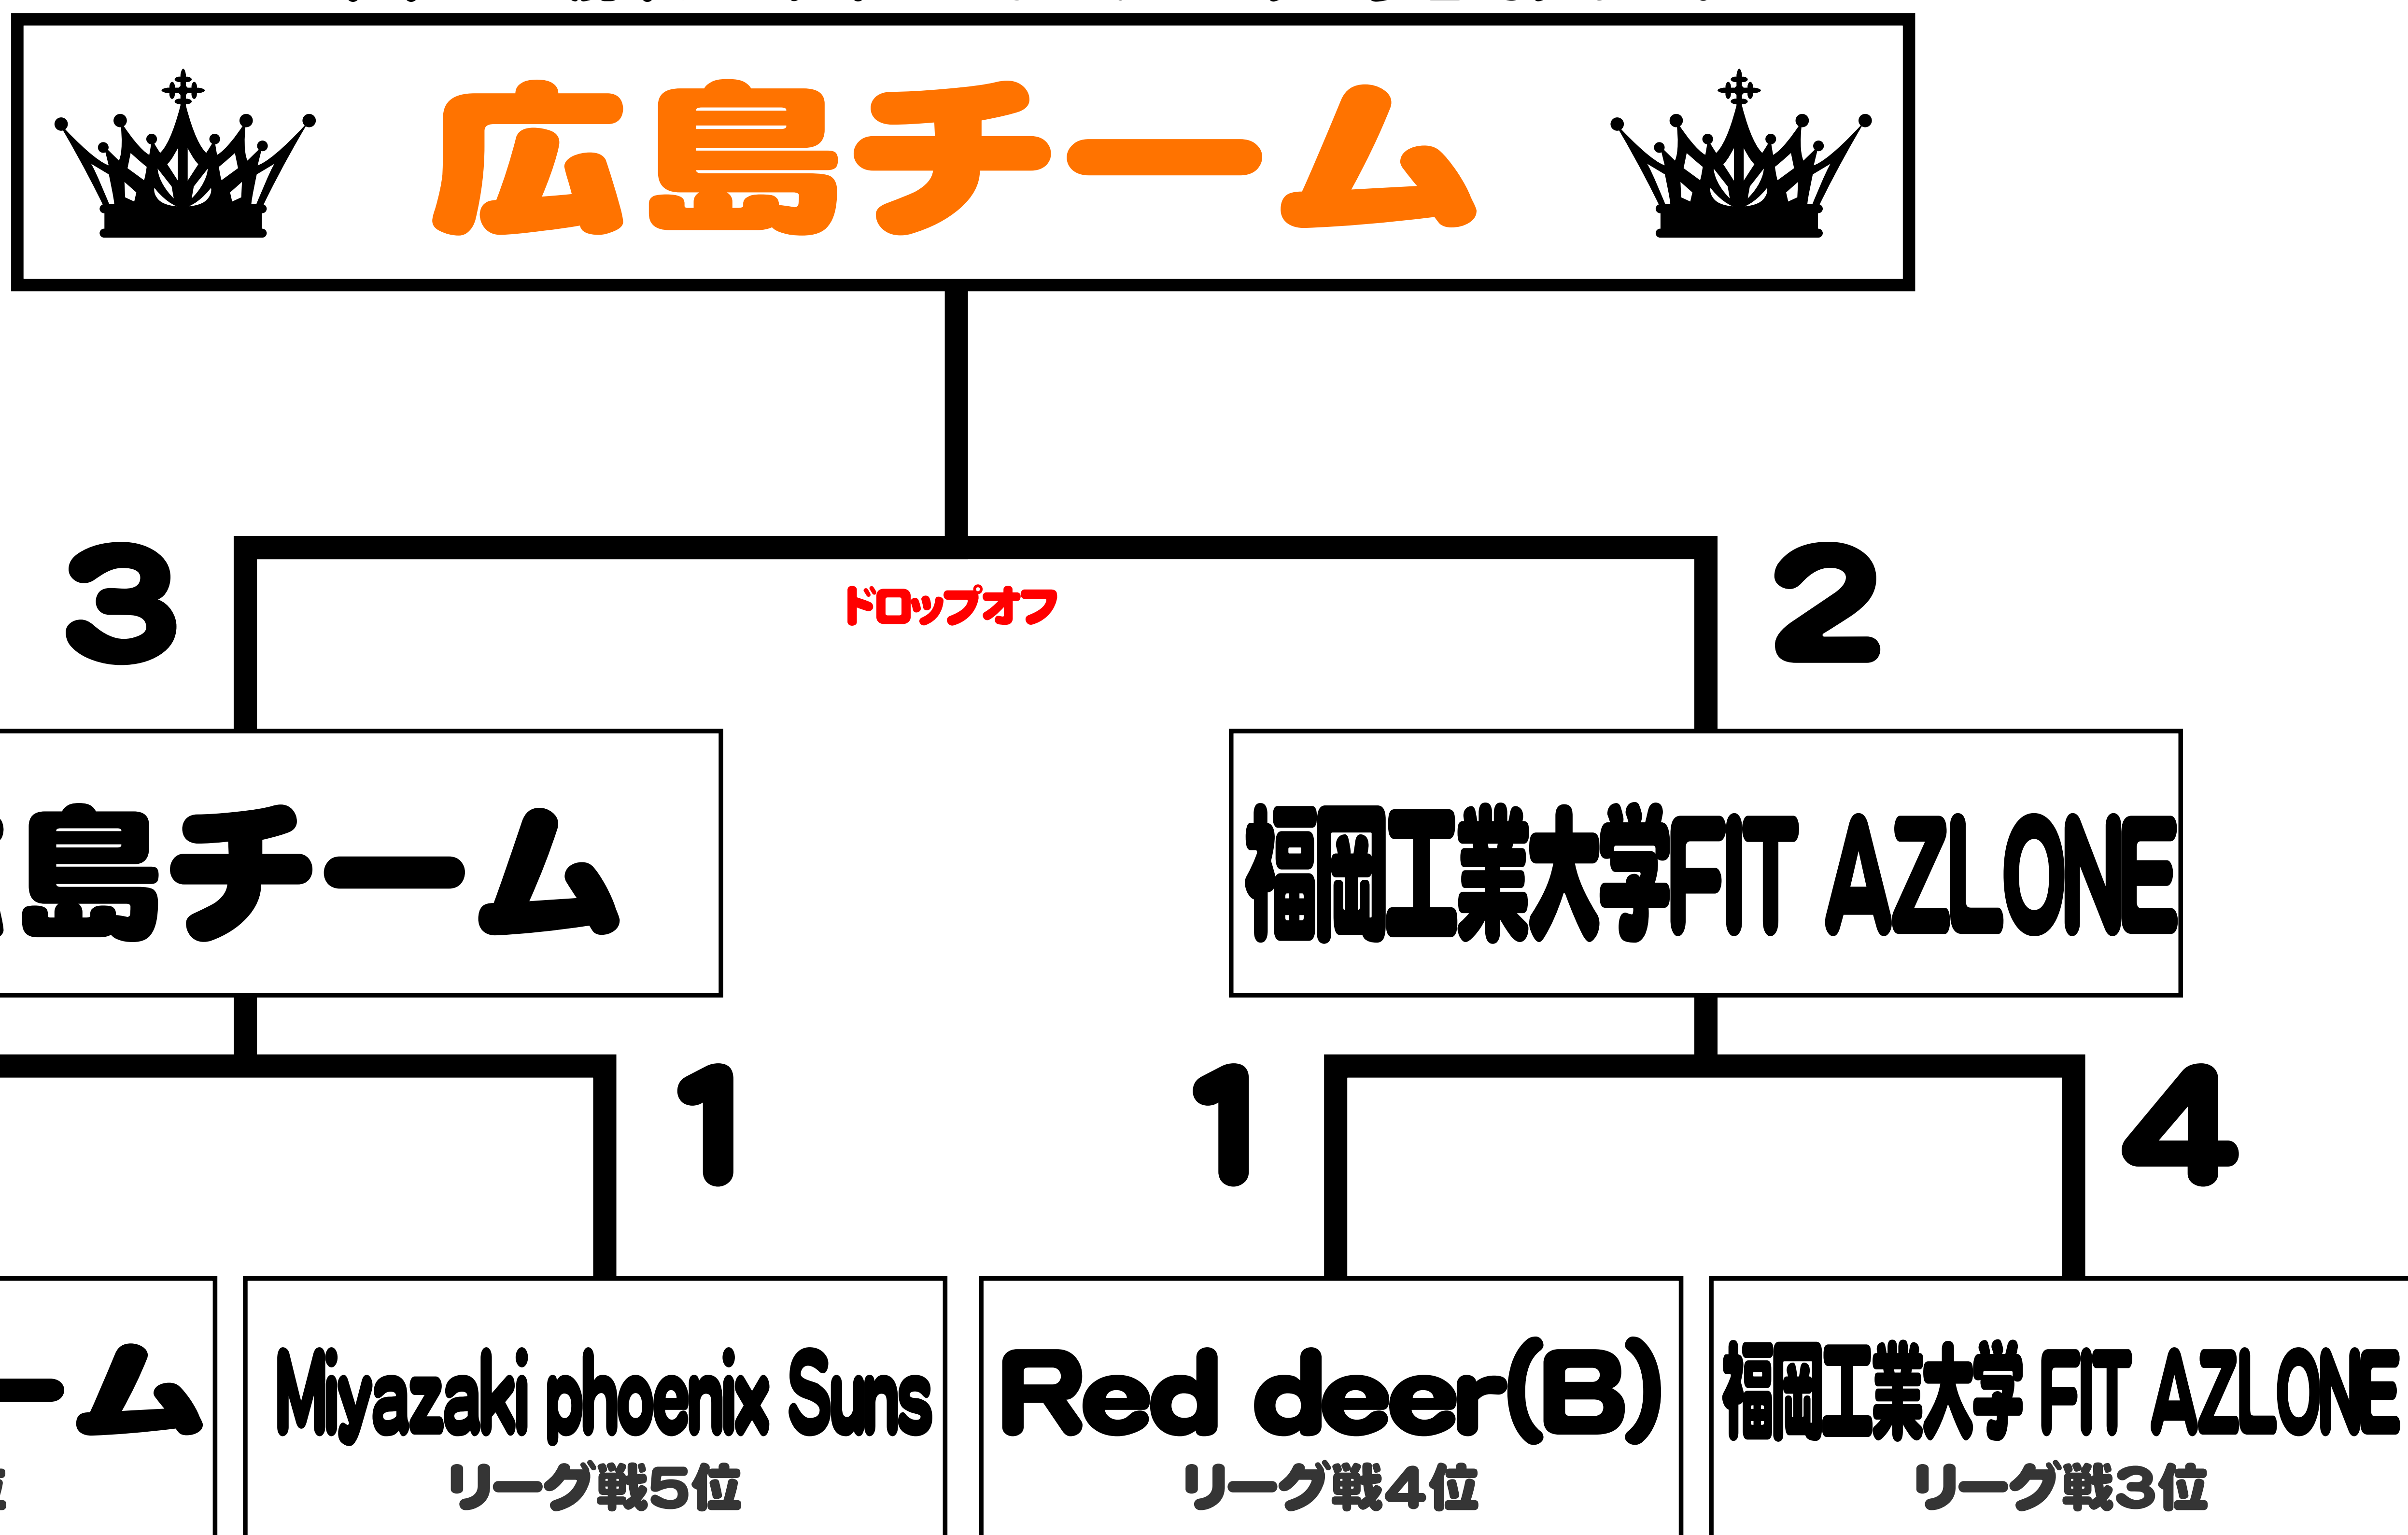 広島チーム
3
2
ドロップオフ
島チーム
福岡工業大学FIT AZLONE
1
1
4
ーム
Miyazaki phoenix Suns
Red deer(B)
福岡工業大学 FIT AZLONE
リーグ戦5位
リーグ戦4位
リーグ戦3位